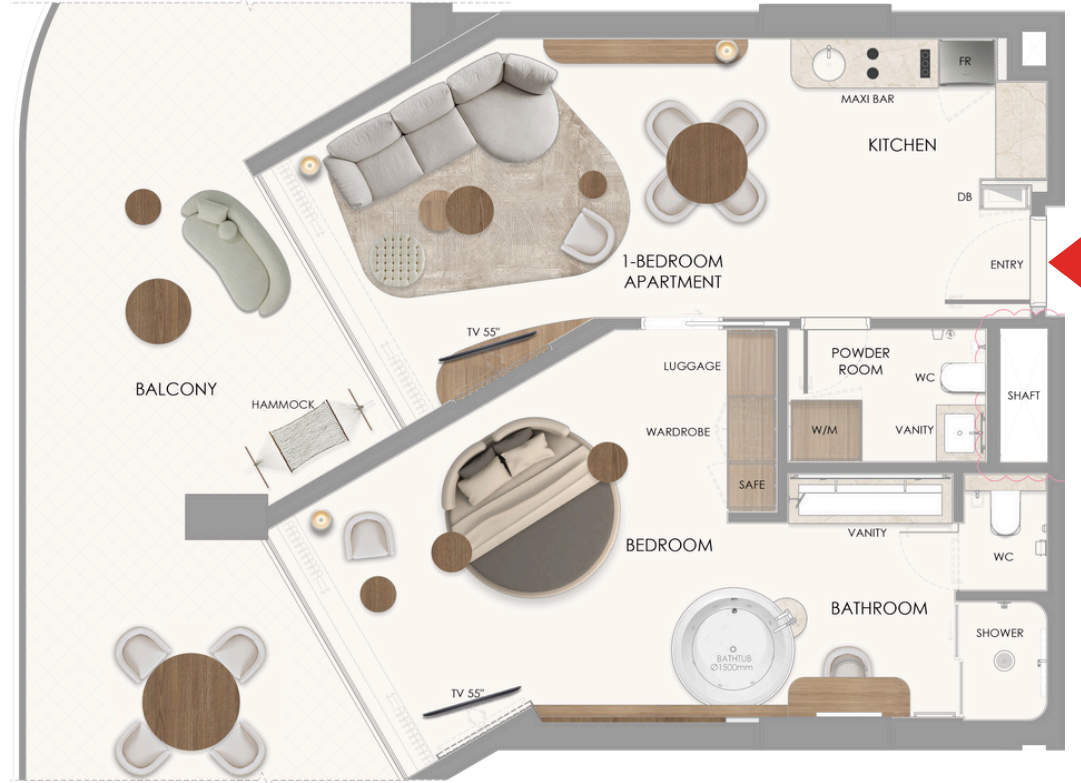 FR
MAXI BAR
KITCHEN
DB
ENTRY
1-BEDROOM
APARTMENT
TV 55"
BALCONY
HAMMOCK
LUGGAGE
WARDROBE
SAFE
POWDER
ROOM
WC
SHAFT
W/M
VANITY
VANITY
BEDROOM
WC
BATHROOM
SHOWER
BATHTUB
Ø1500mm
TV 55"